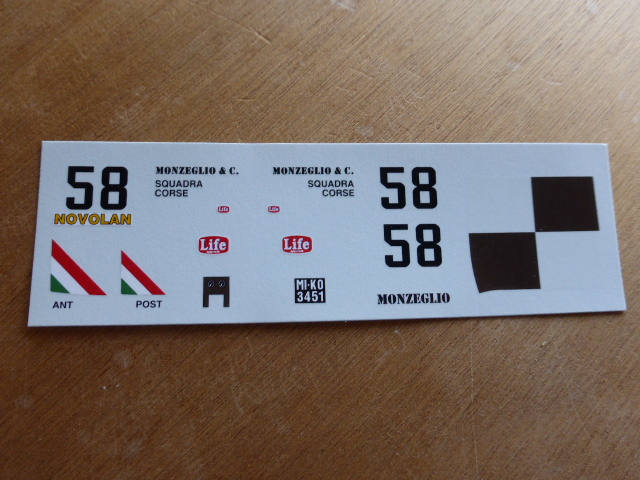 58
NOVOLAN
MONZEGLIO & C.
SQUADRA
CORSE
MONZEGLIO & C.
SQUADRA
CORSE
58
58
MONZEGLIO
Life
Life
Life
Life
ANT
POST
MI·KO
3451